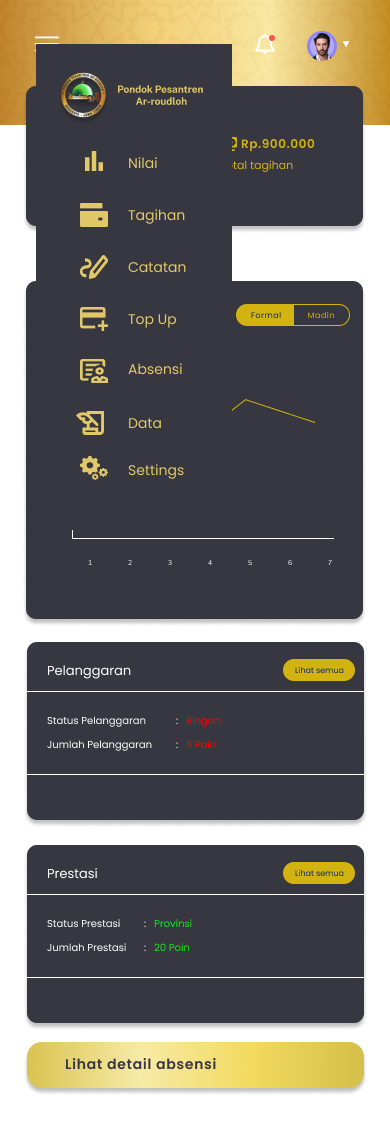 Pondok Pesantren
Ar-roudloh
Rp.900.000
tal tagihan
Nilai
Tagihan
Catatan
Top Up
Formal
Madin
Absensi
Data
Settings
1 2 3 4 5 6 7
Pelanggaran
Lihat semua
Status Pelanggaran : Ringan
Jumlah Pelanggaran : 5 Poin
Prestasi
Lihat semua
Status Prestasi : Provinsi
Jumlah Prestasi : 20 Poin
Lihat detail absensi